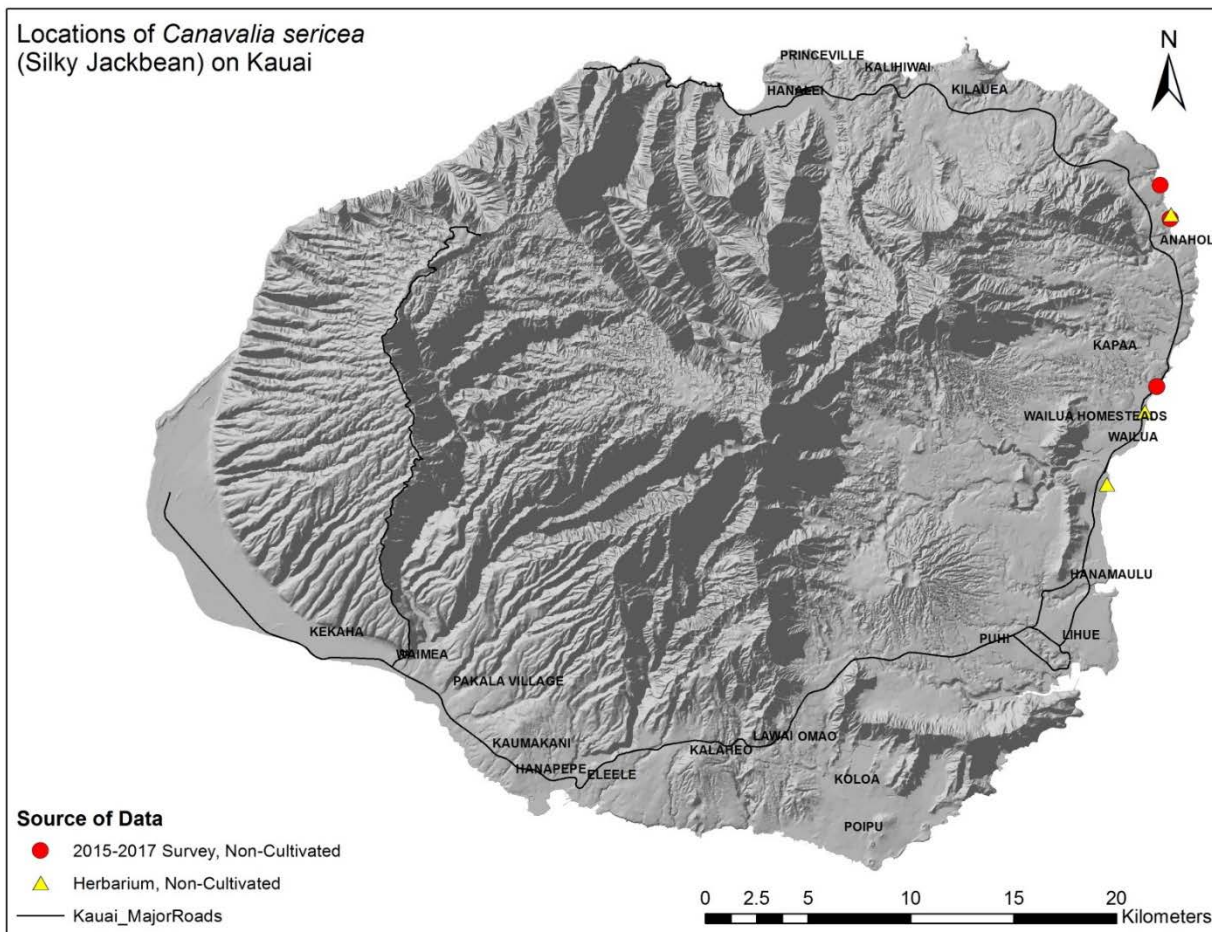 Locations of Canavalia sericea
(Silky Jackbean) on Kauai
N
PRINCEVILLE
KALIHIWAI
HANALEI
KILAUEA
ANAHOL
KAPAA
WAILUA HOMESTEADS
WAILUA
HANAMAULU
KEKAHA
PUHI
LIHUE
WAIMEA
PAKALA VILLAGE
KAUMAKANI
LAWAI
OMAO
KALAHEO
HANAPEPE
ELEELE
KOLOA
POIPU
Source of Data
2015-2017 Survey, Non-Cultivated
Herbarium, Non-Cultivated
Kauai_MajorRoads
0 2.5 5 10 15 20
Kilometers